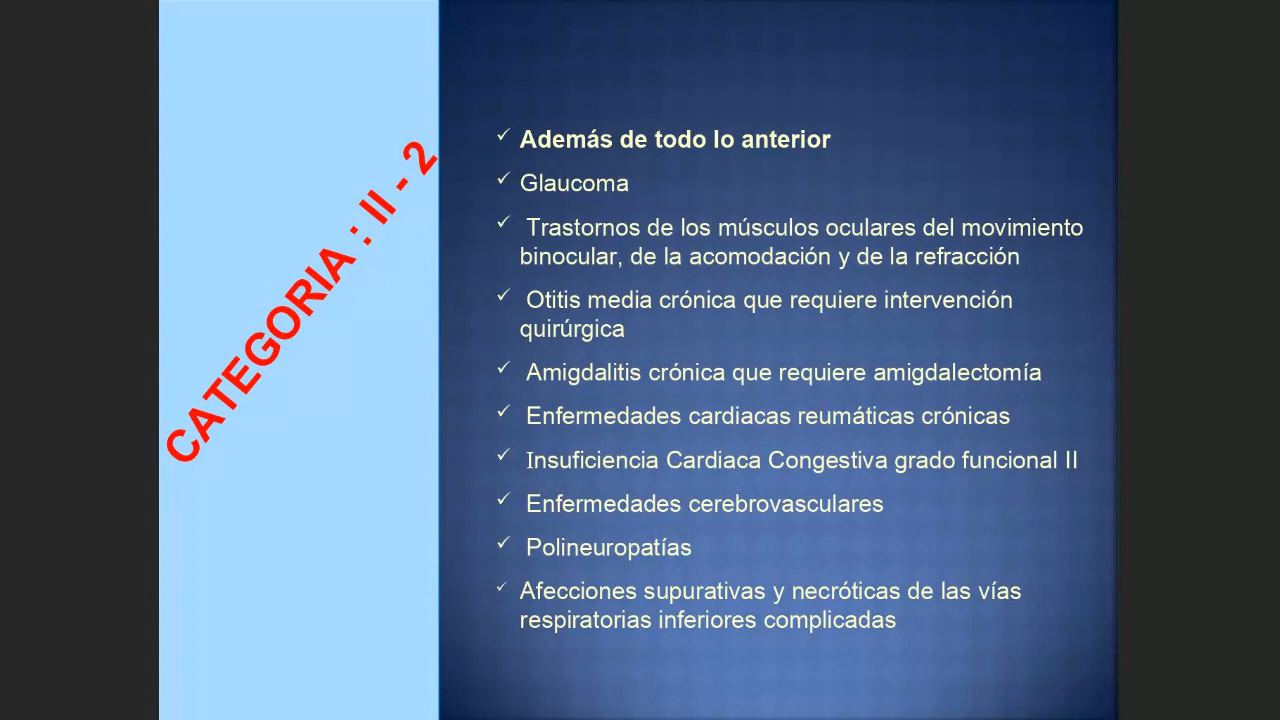 CATEGORIA : II - 2
Además de todo lo anterior
Glaucoma
Trastornos de los músculos oculares del movimiento
binocular, de la acomodación y de la refracción
Otitis media crónica que requiere intervención
quirúrgica
Amigdalitis crónica que requiere amigdalectomía
Enfermedades cardiacas reumáticas crónicas
Insuficiencia Cardiaca Congestiva grado funcional II
Enfermedades cerebrovasculares
Polineuropatías
Afecciones supurativas y necróticas de las vías
respiratorias inferiores complicadas